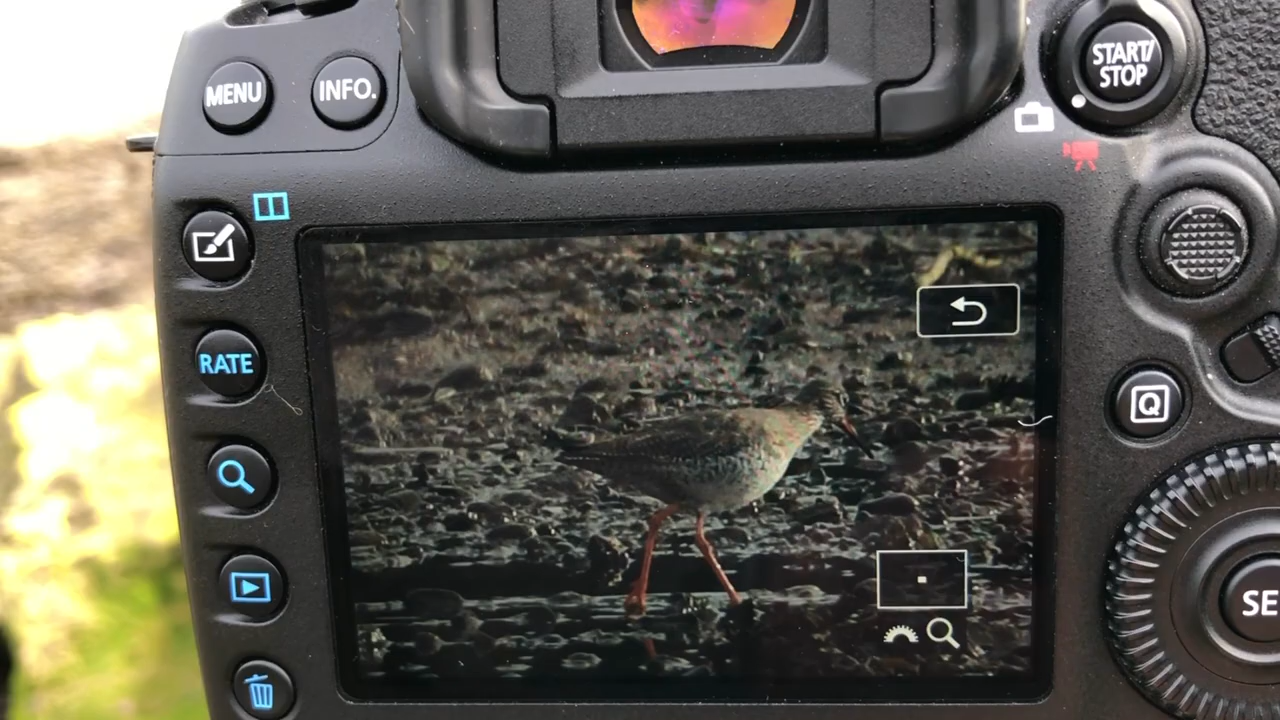 MENU
INFO.
START/
STOP
RATE
Q
SE